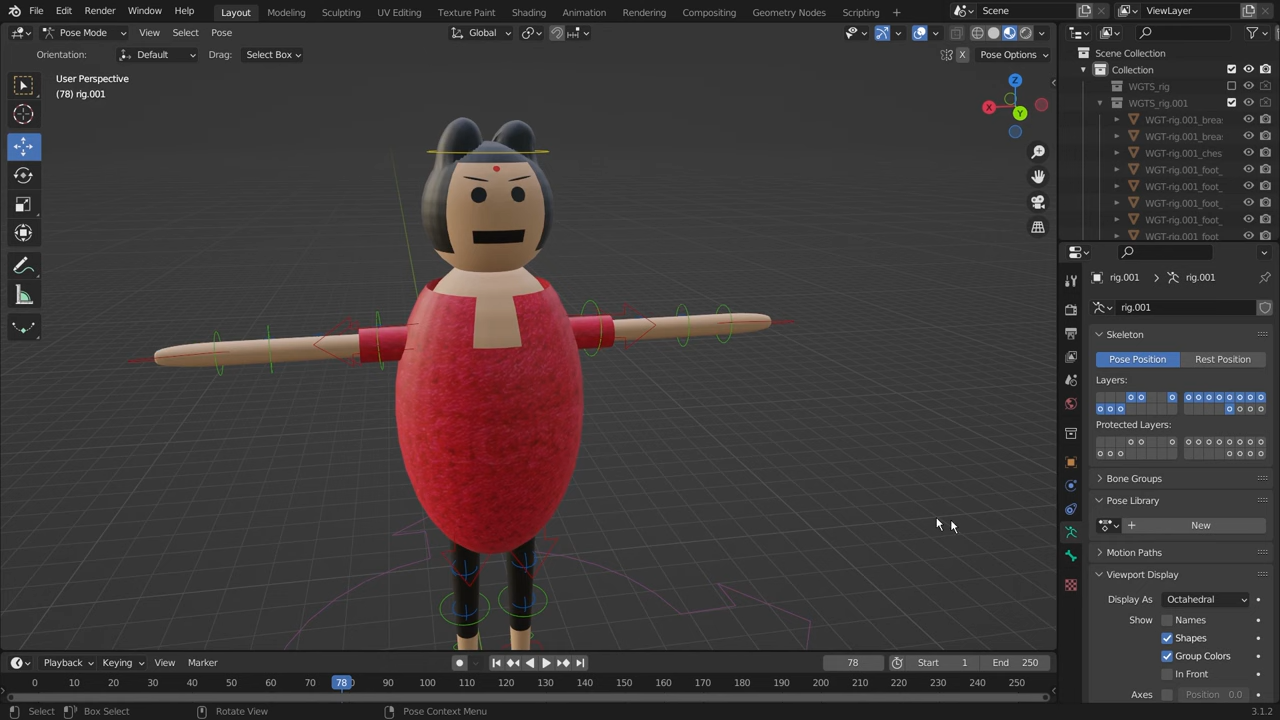 File Edit Render Window Help Layout Modeling Sculpting UV Editing Texture Paint Shading Animation Rendering Compositing Geometry Nodes Scripting + Scene ViewLayer
Pose Mode View Select Pose Global
Orientation: Default Drag: Select Box X Pose Options
User Perspective
(78) rig.001
X Y Z
Scene Collection
Collection
WGTS_rig
WGTS_rig.001
WGT-rig.001_brea
WGT-rig.001_brea
WGT-rig.001_ches
WGT-rig.001_foot_
WGT-rig.001_foot_
WGT-rig.001_foot_
WGT-rig.001_foot_
WGT-rig.001_foot
rig.001 > rig.001
rig.001
Skeleton
Pose Position Rest Position
Layers:
Protected Layers:
Bone Groups
Pose Library
+ New
Motion Paths
Viewport Display
Display As Octahedral
Show Names
Shapes
Group Colors
In Front
Axes Position 0.0
Playback Keying View Marker 78 Start 1 End 250
0 10 20 30 40 50 60 70 78 80 90 100 110 120 130 140 150 160 170 180 190 200 210 220 230 240 250
Select Box Select Rotate View Pose Context Menu 3.1.2